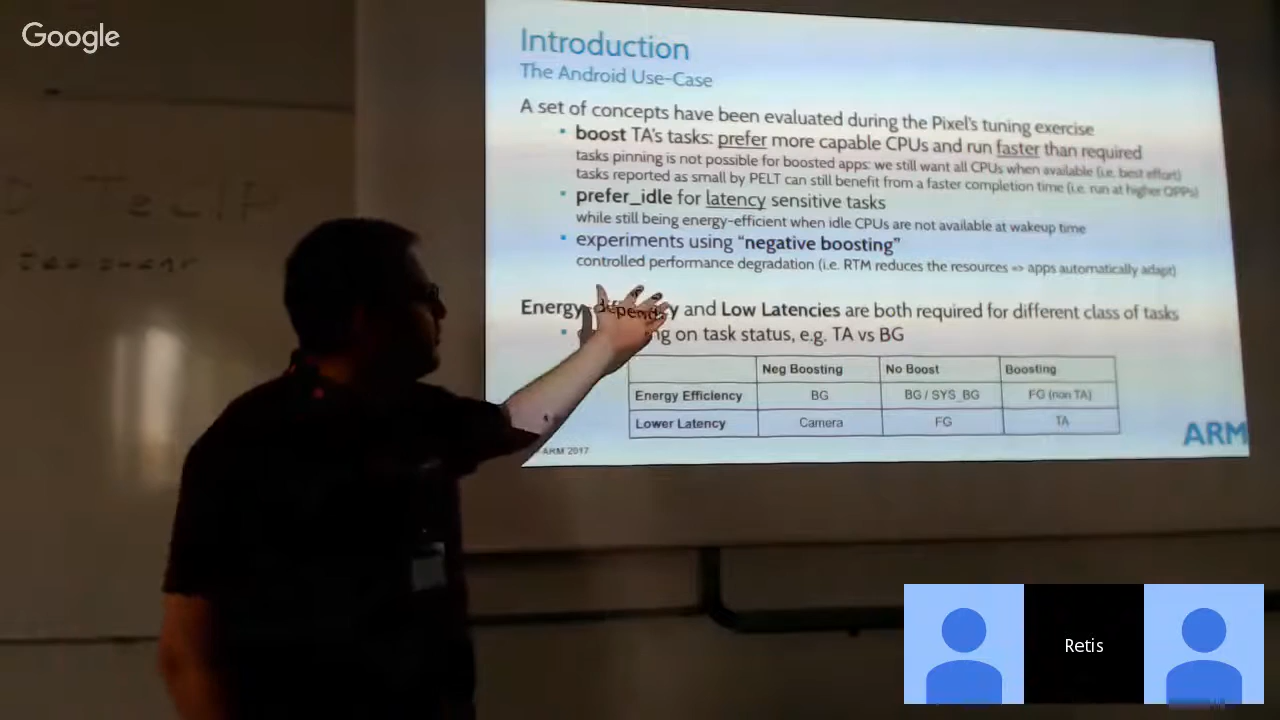 Google
Introduction
The Android Use-Case
A set of concepts have been evaluated during the Pixel's tuning exercise
boost TA's tasks: prefer more capable CPUs and run faster than required
tasks pinning is not possible for boosted apps: we still want all CPUs when available (i.e. best effort)
tasks reported as small by PELT can still benefit from a faster completion time (i.e. run at higher OPPs)
prefer_idle for latency sensitive tasks
while still being energy-efficient when idle CPUs are not available at wakeup time
experiments using "negative boosting"
controlled performance degradation (i.e. RTM reduces the resources => apps automatically adapt)
Energy and Low Latencies are both required for different class of tasks
on task status, e.g. TA vs BG
Neg Boosting No Boost Boosting
Energy Efficiency BG BG / SYS_BG FG (non TA)
Lower Latency Camera FG TA
ARM 2017
ARM
Retis